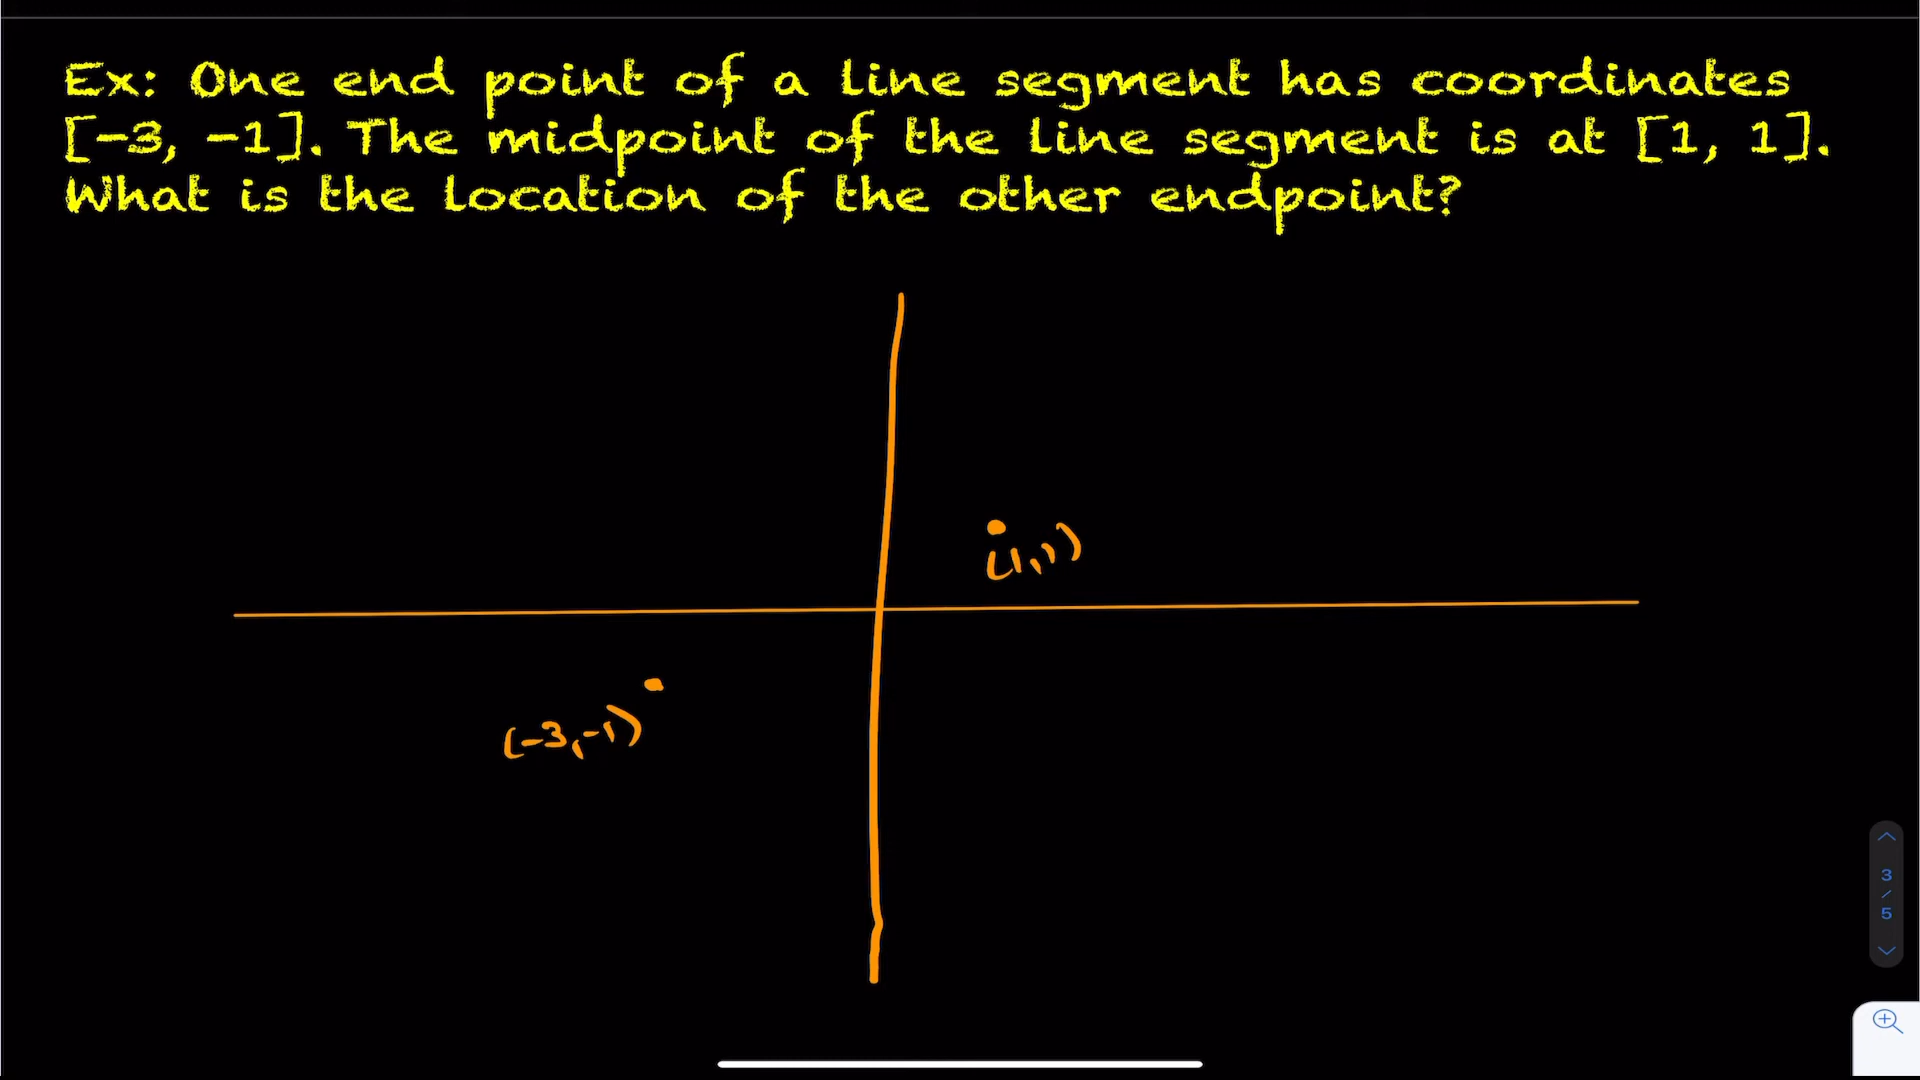 Ex: One end point of a line segment has coordinates
[-3, -1]. The midpoint of the line segment is at [1, 1].
What is the location of the other endpoint?
(1,1)
(-3,-1)
3
/
5